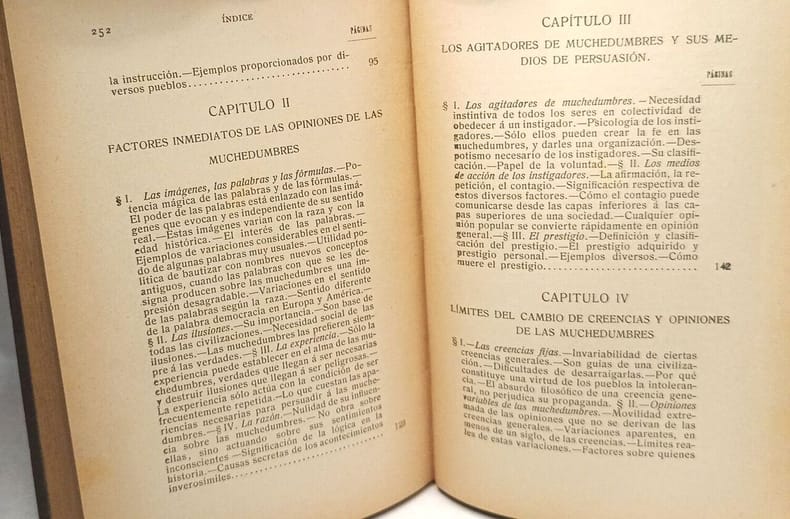 252
ÍNDICE
PÁGINAS
la instrucción.—Ejemplos proporcionados por di-
versos pueblos.............................. 95
CAPITULO II
FACTORES INMEDIATOS DE LAS OPINIONES DE LAS
MUCHEDUMBRES
§ I. Las imágenes, las palabras y las fórmulas.—Po-
tencia mágica de las palabras y de las fórmulas.—
El poder de las palabras está enlazado con las imá-
genes que evocan y es independiente de su sentido
real.—Estas imágenes varían con la raza y con la
edad histórica.—El interés de las palabras.—
Ejemplos de variaciones considerables en el senti-
do de algunas palabras muy usuales.—Utilidad po-
lítica de bautizar con nombres nuevos conceptos
antiguos, cuando las palabras con que se les de-
signa producen sobre las muchedumbres una im-
presión desagradable.—Variaciones en el sentido
de las palabras según la raza.—Sentido diferente
de la palabra democracia en Europa y América.—
§ II. Las ilusiones.—Su importancia.—Son base de
todas las civilizaciones.—Necesidad social de las
ilusiones.—Las muchedumbres las prefieren siem-
pre á las verdades.—§ III. La experiencia.—Sólo la
experiencia puede establecer en el alma de las mu-
chedumbres, verdades que llegan á ser necesarias
y destruir ilusiones que llegan á ser peligrosas.—
La experiencia sólo actúa con la condición de ser
frecuentemente repetida.—Lo que cuestan las apa-
riencias necesarias para persuadir á las muche-
dumbres.—§ IV. La razón.—Nulidad de su influen-
cia sobre las muchedumbres.—No obra sobre
ellas, sino actuando sobre sus sentimientos
inconscientes—Significación de la lógica en la
historia.—Causas secretas de los acontecimientos
inverosímiles..............................
CAPÍTULO III
LOS AGITADORES DE MUCHEDUMBRES Y SUS ME-
DIOS DE PERSUASIÓN.
PÁGINAS
§ I. Los agitadores de muchedumbres.—Necesidad
instintiva de todos los seres en colectividad de
obedecer á un instigador.—Psicología de los insti-
gadores.—Sólo ellos pueden crear la fe en las
muchedumbres, y darles una organización.—Des-
potismo necesario de los instigadores.—Su clasifi-
cación.—Papel de la voluntad.—§ II. Los medios
de acción de los instigadores.—La afirmación, la re-
petición, el contagio.—Significación respectiva de
estos diversos factores.—Cómo el contagio puede
comunicarse desde las capas inferiores á las ca-
pas superiores de una sociedad.—Cualquier opi-
nión popular se convierte rápidamente en opinión
general.—§ III. El prestigio.—Definición y clasifi-
cación del prestigio.—El prestigio adquirido y
prestigio personal.—Ejemplos diversos.—Cómo
muere el prestigio........................ 142
CAPÍTULO IV
LÍMITES DEL CAMBIO DE CREENCIAS Y OPINIONES
DE LAS MUCHEDUMBRES
§ I.—Las creencias fijas.—Invariabilidad de ciertas
creencias generales.—Son guías de una civiliza-
ción.—Dificultades de desarraigarlas.—Por qué
constituye una virtud de los pueblos la intoleran-
cia.—El absurdo filosófico de una creencia gene-
ral, no perjudica su propaganda. § II.—Opiniones
variables de las muchedumbres.—Movilidad extre-
mada de las opiniones que no se derivan de las
creencias generales.—Variaciones aparentes, en
menos de un siglo, de las creencias.—Límites rea-
les de estas variaciones.—Factores sobre quienes